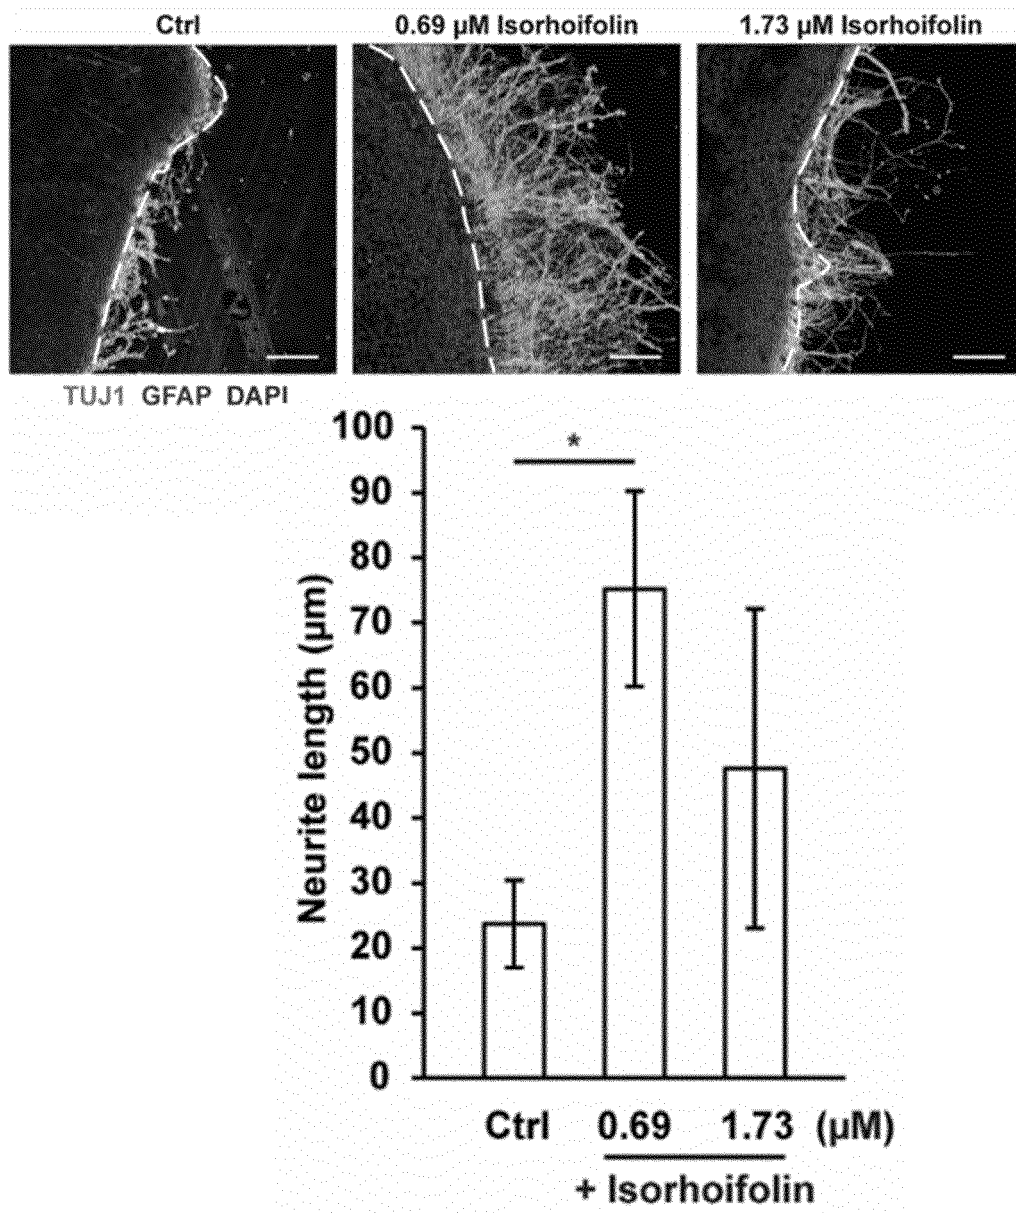 Ctrl 0.69 µM Isorhoifolin 1.73 µM Isorhoifolin
TUJ1 GFAP DAPI
100
90
80
70
60
50
40
30
20
10
0
Neurite length (µm)
*
Ctrl 0.69 1.73 (µM)
+ Isorhoifolin